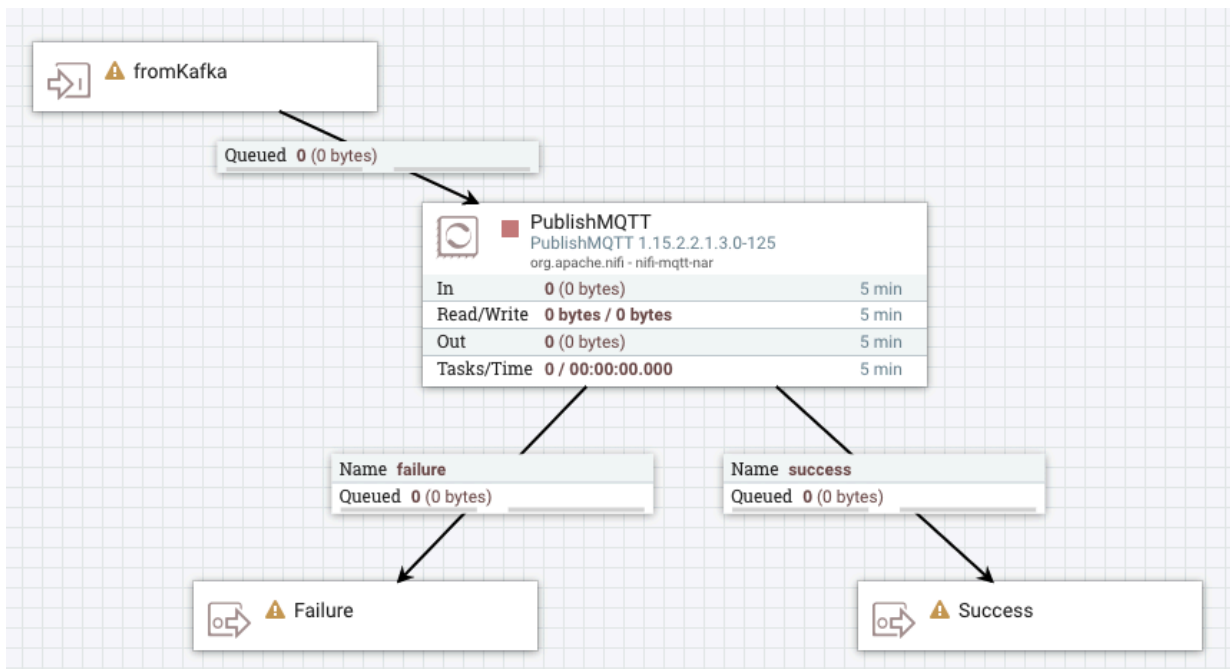 fromKafka
Queued 0 (0 bytes)
PublishMQTT
PublishMQTT 1.15.2.2.1.3.0-125
org.apache.nifi - nifi-mqtt-nar
In 0 (0 bytes) 5 min
Read/Write 0 bytes / 0 bytes 5 min
Out 0 (0 bytes) 5 min
Tasks/Time 0 / 00:00:00.000 5 min
Name failure
Queued 0 (0 bytes)
Name success
Queued 0 (0 bytes)
Failure
Success